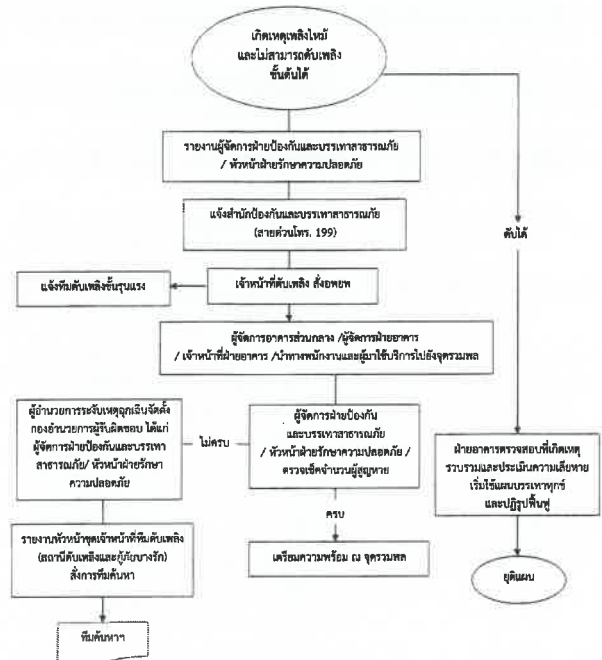 เกิดเหตุเพลิงไหม้
และไม่สามารถดับเพลิง
ขั้นต้นได้
รายงานผู้จัดการฝ่ายป้องกันและบรรเทาสาธารณภัย
/ หัวหน้าฝ่ายรักษาความปลอดภัย
แจ้งสำนักป้องกันและบรรเทาสาธารณภัย
(สายด่วนโทร. 199)
ดับได้
แจ้งทีมดับเพลิงขั้นรุนแรง
เจ้าหน้าที่ดับเพลิง สั่งอพยพ
ผู้จัดการอาคารส่วนกลาง /ผู้จัดการฝ่ายอาคาร
/ เจ้าหน้าที่ฝ่ายอาคาร /นำทางพนักงานและผู้มาใช้บริการไปยังจุดรวมพล
ผู้อำนวยการระงับเหตุฉุกเฉินจัดตั้ง
กองอำนวยการผู้รับผิดชอบ ได้แก่
ผู้จัดการฝ่ายป้องกันและบรรเทา
สาธารณภัย/ หัวหน้าฝ่ายรักษา
ความปลอดภัย
ไม่ครบ
ผู้จัดการฝ่ายป้องกัน
และบรรเทาสาธารณภัย
/ หัวหน้าฝ่ายรักษาความปลอดภัย /
ตรวจเช็คจำนวนผู้สูญหาย
ฝ่ายอาคารตรวจสอบที่เกิดเหตุ
รวบรวมและประเมินความเสียหาย
เริ่มใช้แผนบรรเทาทุกข์
และปฏิรูปฟื้นฟู
ครบ
รายงานหัวหน้าชุดเจ้าหน้าที่ทีมดับเพลิง
(สถานีดับเพลิงและกู้ภัยบางรัก)
สั่งการทีมค้นหา
เตรียมความพร้อม ณ จุดรวมพล
ยุติแผน
ทีมค้นหาฯ